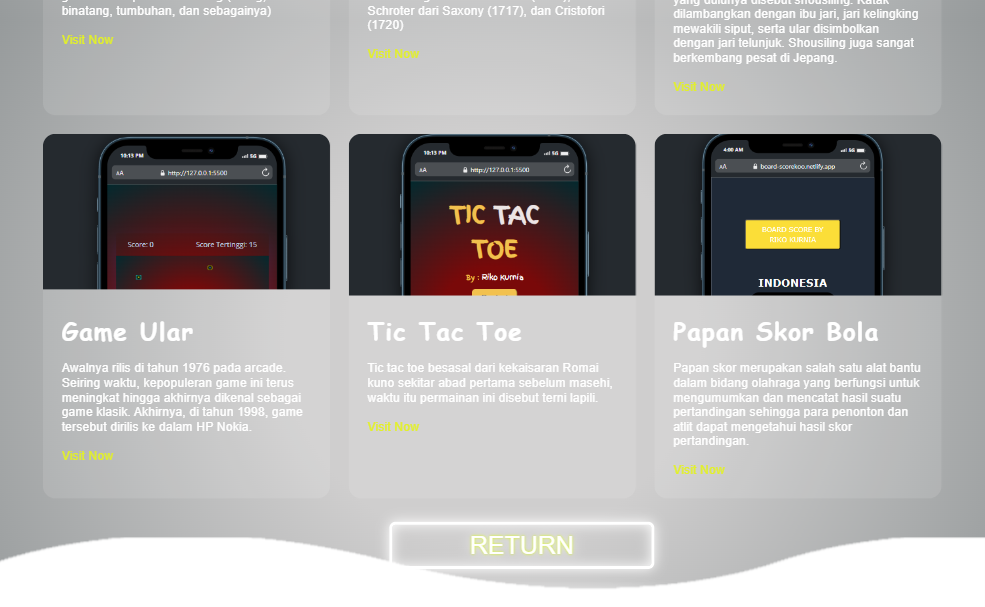 binatang, tumbuhan, dan sebagainya)
Visit Now
Schroter dari Saxony (1717), dan Cristofori
(1720)
Visit Now
yang dulunya disebut shousiling. Katak
dilambangkan dengan ibu jari, jari kelingking
mewakili siput, serta ular disimbolkan
dengan jari telunjuk. Shousiling juga sangat
berkembang pesat di Jepang.
Visit Now
10:13 PM
5G
AA
http://127.0.0.1:5500
Score: 0
Score Tertinggi: 15
Game Ular
Awalnya rilis di tahun 1976 pada arcade.
Seiring waktu, kepopuleran game ini terus
meningkat hingga akhirnya dikenal sebagai
game klasik. Akhirnya, di tahun 1998, game
tersebut dirilis ke dalam HP Nokia.
Visit Now
10:13 PM
5G
AA
http://127.0.0.1:5500
TIC TAC
TOE
By : Riko Kurnia
Tic Tac Toe
Tic tac toe besasal dari kekaisaran Romai
kuno sekitar abad pertama sebelum masehi,
waktu itu permainan ini disebut terni lapili.
Visit Now
4:08 AM
5G
AA
board-scorekoo.netlify.app
BOARD SCORE BY
RIKO KURNIA
INDONESIA
Papan Skor Bola
Papan skor merupakan salah satu alat bantu
dalam bidang olahraga yang berfungsi untuk
mengumumkan dan mencatat hasil suatu
pertandingan sehingga para penonton dan
atlit dapat mengetahui hasil skor
pertandingan.
Visit Now
RETURN